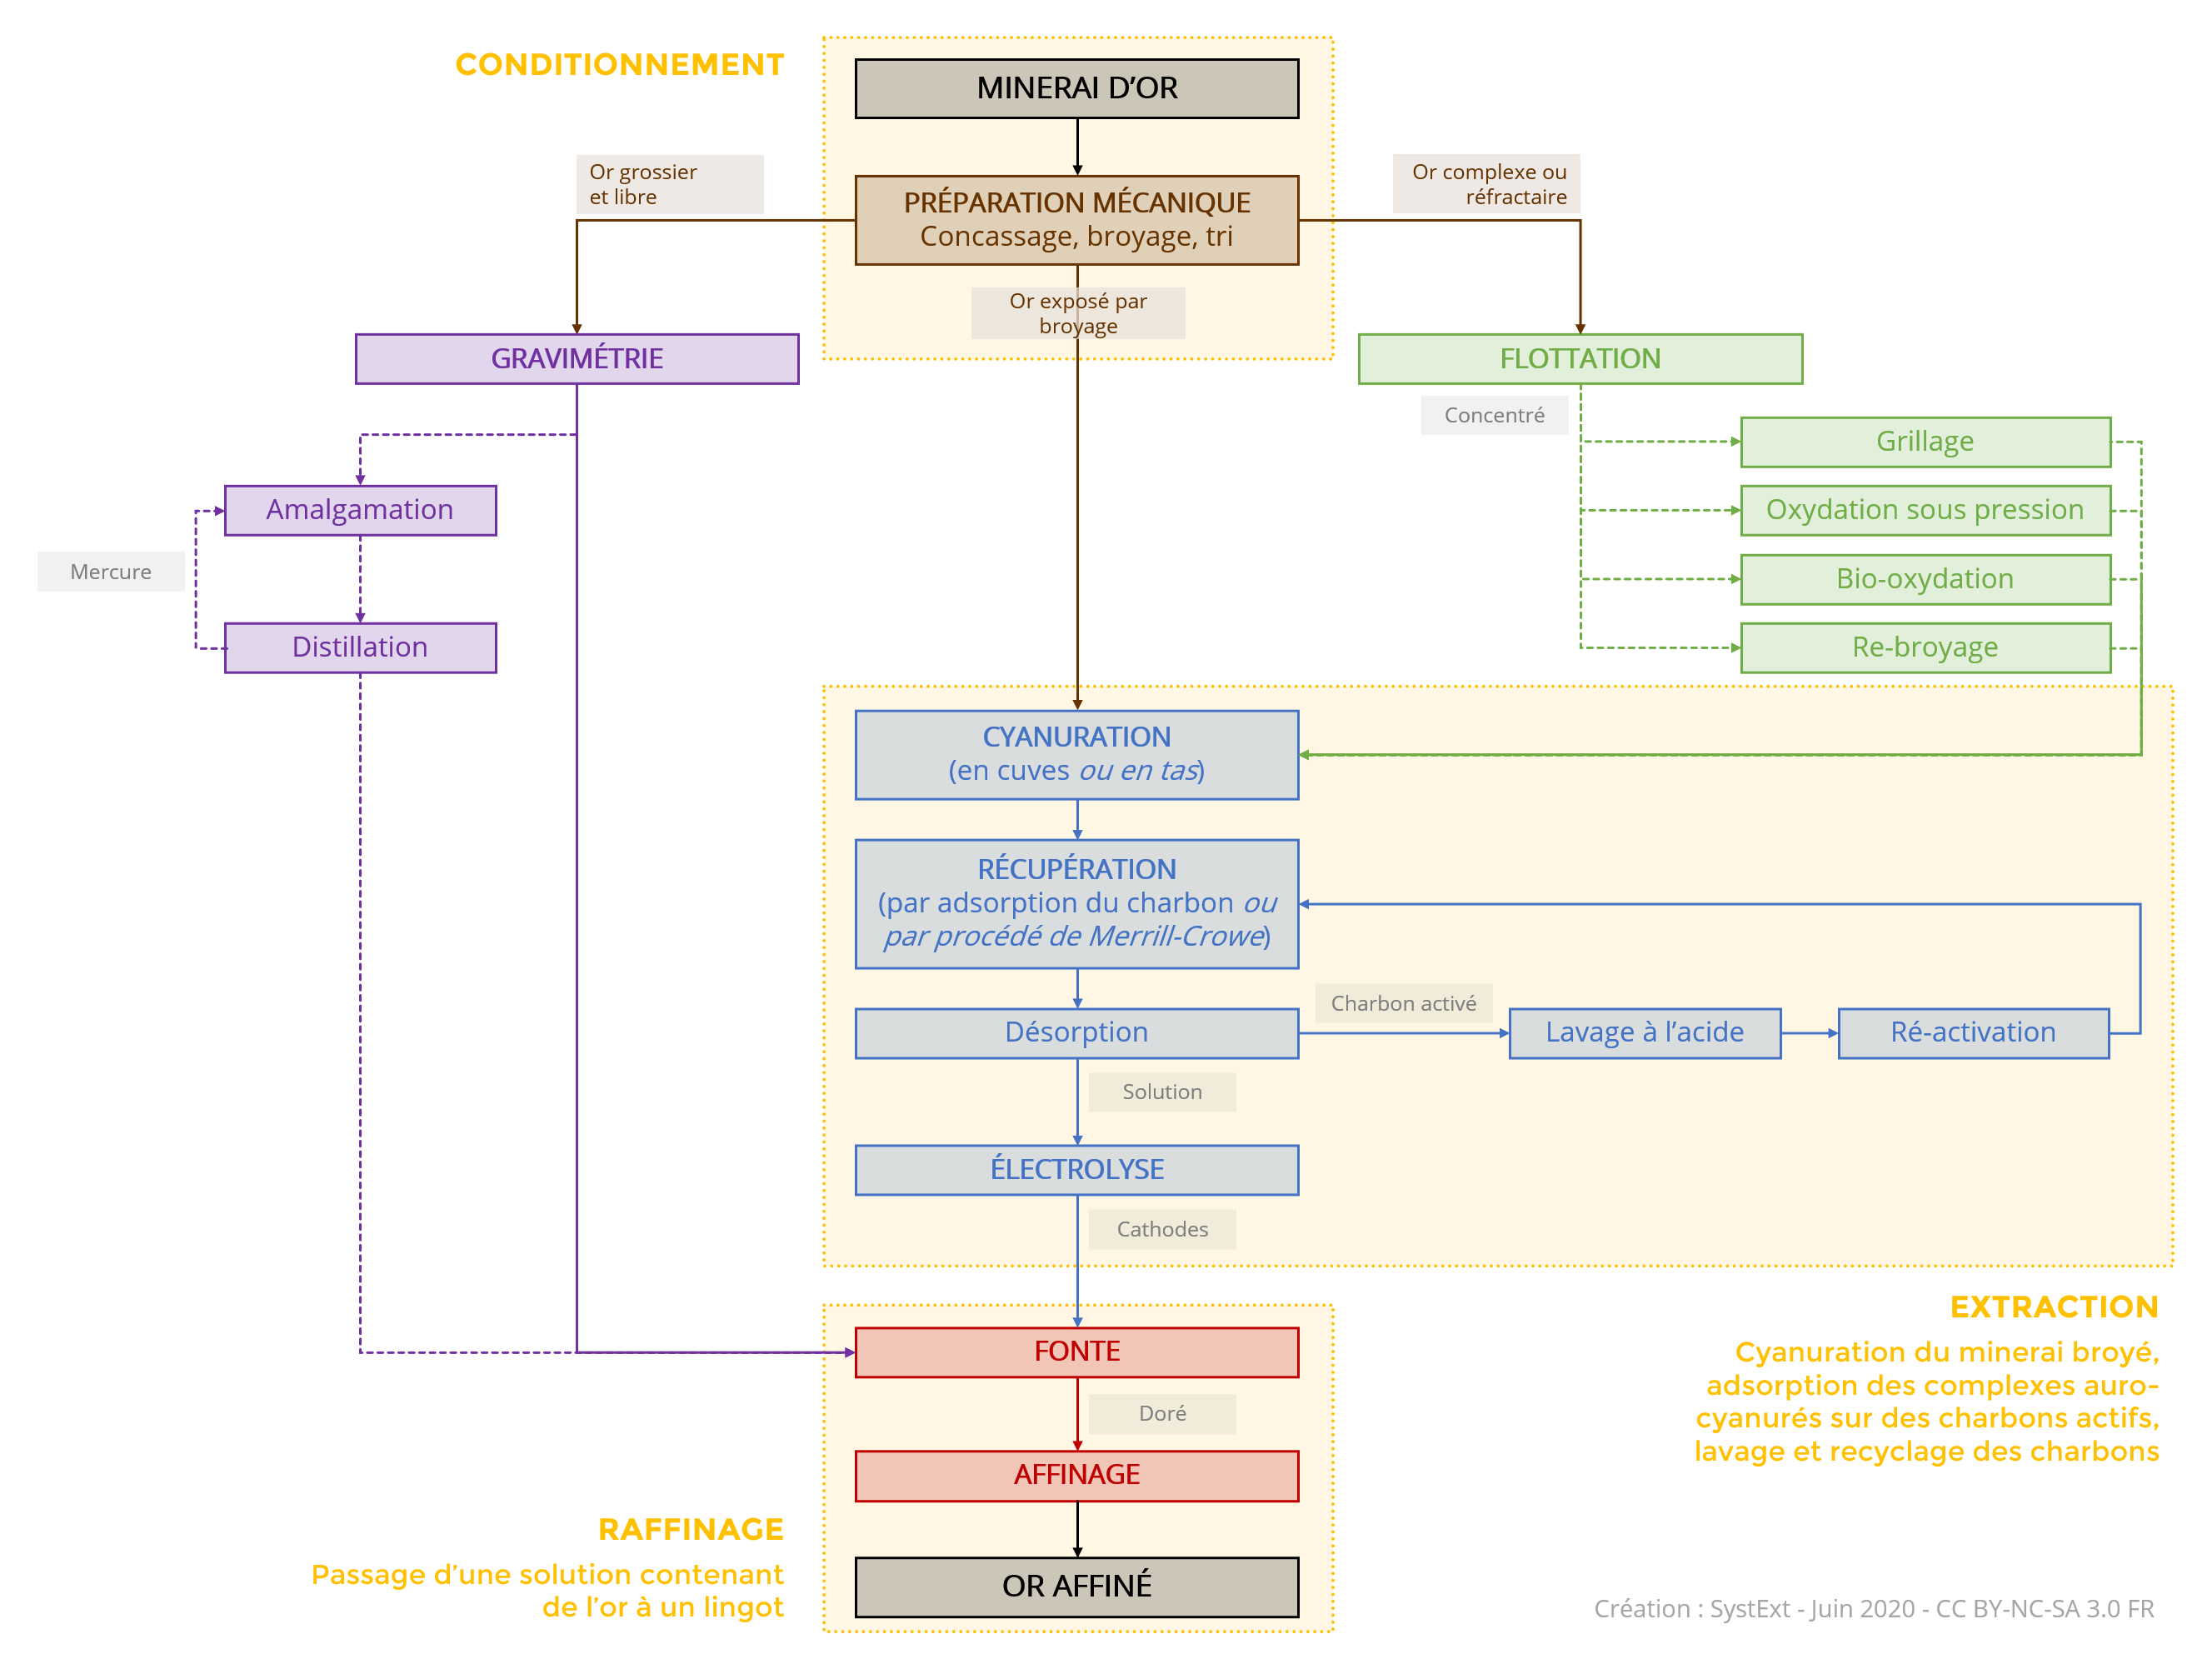 CONDITIONNEMENT
MINERAI D’OR
Or grossier
et libre
PRÉPARATION MÉCANIQUE
Concassage, broyage, tri
Or complexe ou
réfractaire
Or exposé par
broyage
GRAVIMÉTRIE
FLOTTATION
Concentré
Grillage
Amalgamation
Oxydation sous pression
Mercure
Bio-oxydation
Distillation
Re-broyage
CYANURATION
(en cuves ou en tas)
RÉCUPÉRATION
(par adsorption du charbon ou
par procédé de Merrill-Crowe)
Désorption
Charbon activé
Lavage à l’acide
Ré-activation
Solution
ÉLECTROLYSE
Cathodes
EXTRACTION
Cyanuration du minerai broyé,
adsorption des complexes auro-
cyanurés sur des charbons actifs,
lavage et recyclage des charbons
FONTE
Doré
AFFINAGE
RAFFINAGE
Passage d’une solution contenant
de l’or à un lingot
OR AFFINÉ
Création : SystExt - Juin 2020 - CC BY-NC-SA 3.0 FR